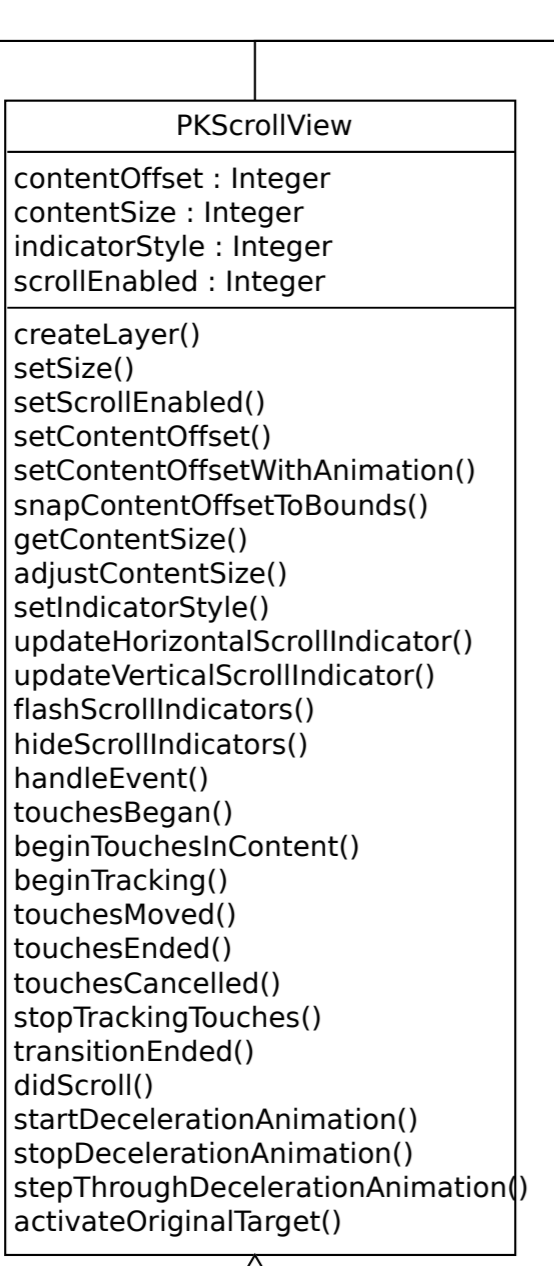 PKScrollView
contentOffset : Integer
contentSize : Integer
indicatorStyle : Integer
scrollEnabled : Integer
createLayer()
setSize()
setScrollEnabled()
setContentOffset()
setContentOffsetWithAnimation()
snapContentOffsetToBounds()
getContentSize()
adjustContentSize()
setIndicatorStyle()
updateHorizontalScrollIndicator()
updateVerticalScrollIndicator()
flashScrollIndicators()
hideScrollIndicators()
handleEvent()
touchesBegan()
beginTouchesInContent()
beginTracking()
touchesMoved()
touchesEnded()
touchesCancelled()
stopTrackingTouches()
transitionEnded()
didScroll()
startDecelerationAnimation()
stopDecelerationAnimation()
stepThroughDecelerationAnimation()
activateOriginalTarget()